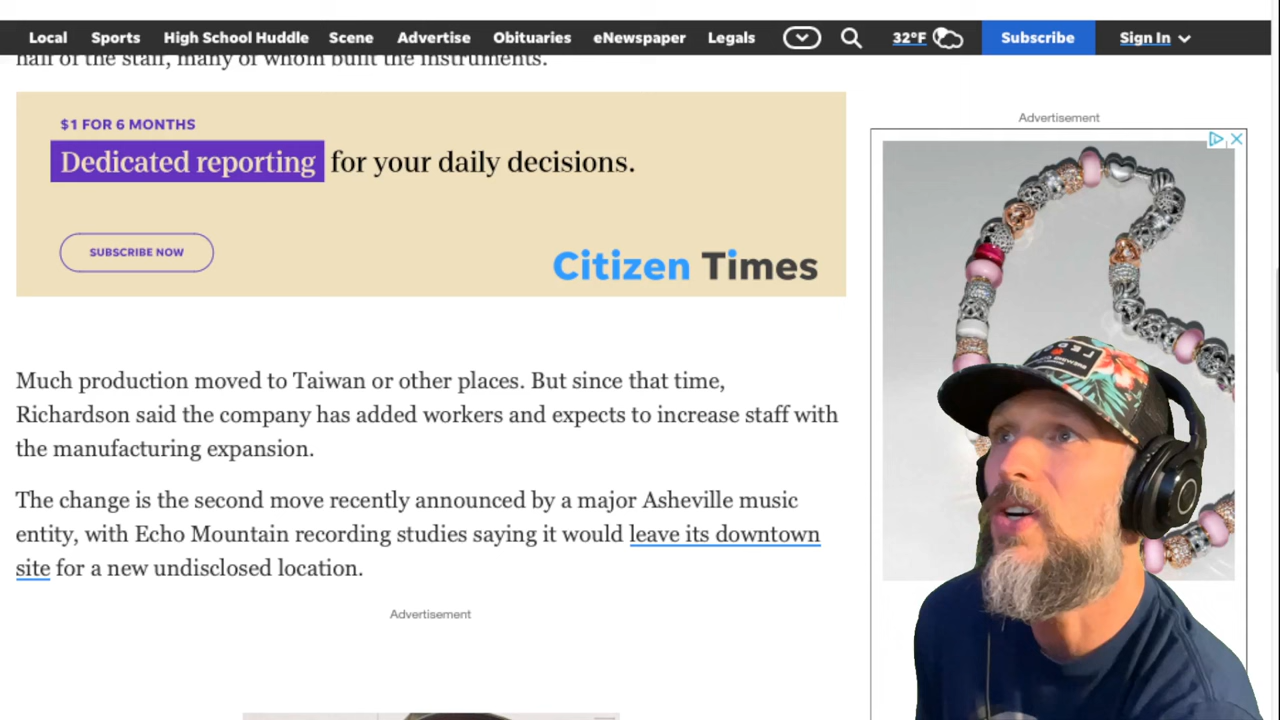 Local Sports High School Huddle Scene Advertise Obituaries eNewspaper Legals 32°F Subscribe Sign In
half of the staff, many of whom built the instruments.
$1 FOR 6 MONTHS
Dedicated reporting for your daily decisions.
SUBSCRIBE NOW
Citizen Times
Advertisement
Much production moved to Taiwan or other places. But since that time,
Richardson said the company has added workers and expects to increase staff with
the manufacturing expansion.
The change is the second move recently announced by a major Asheville music
entity, with Echo Mountain recording studies saying it would leave its downtown
site for a new undisclosed location.
Advertisement